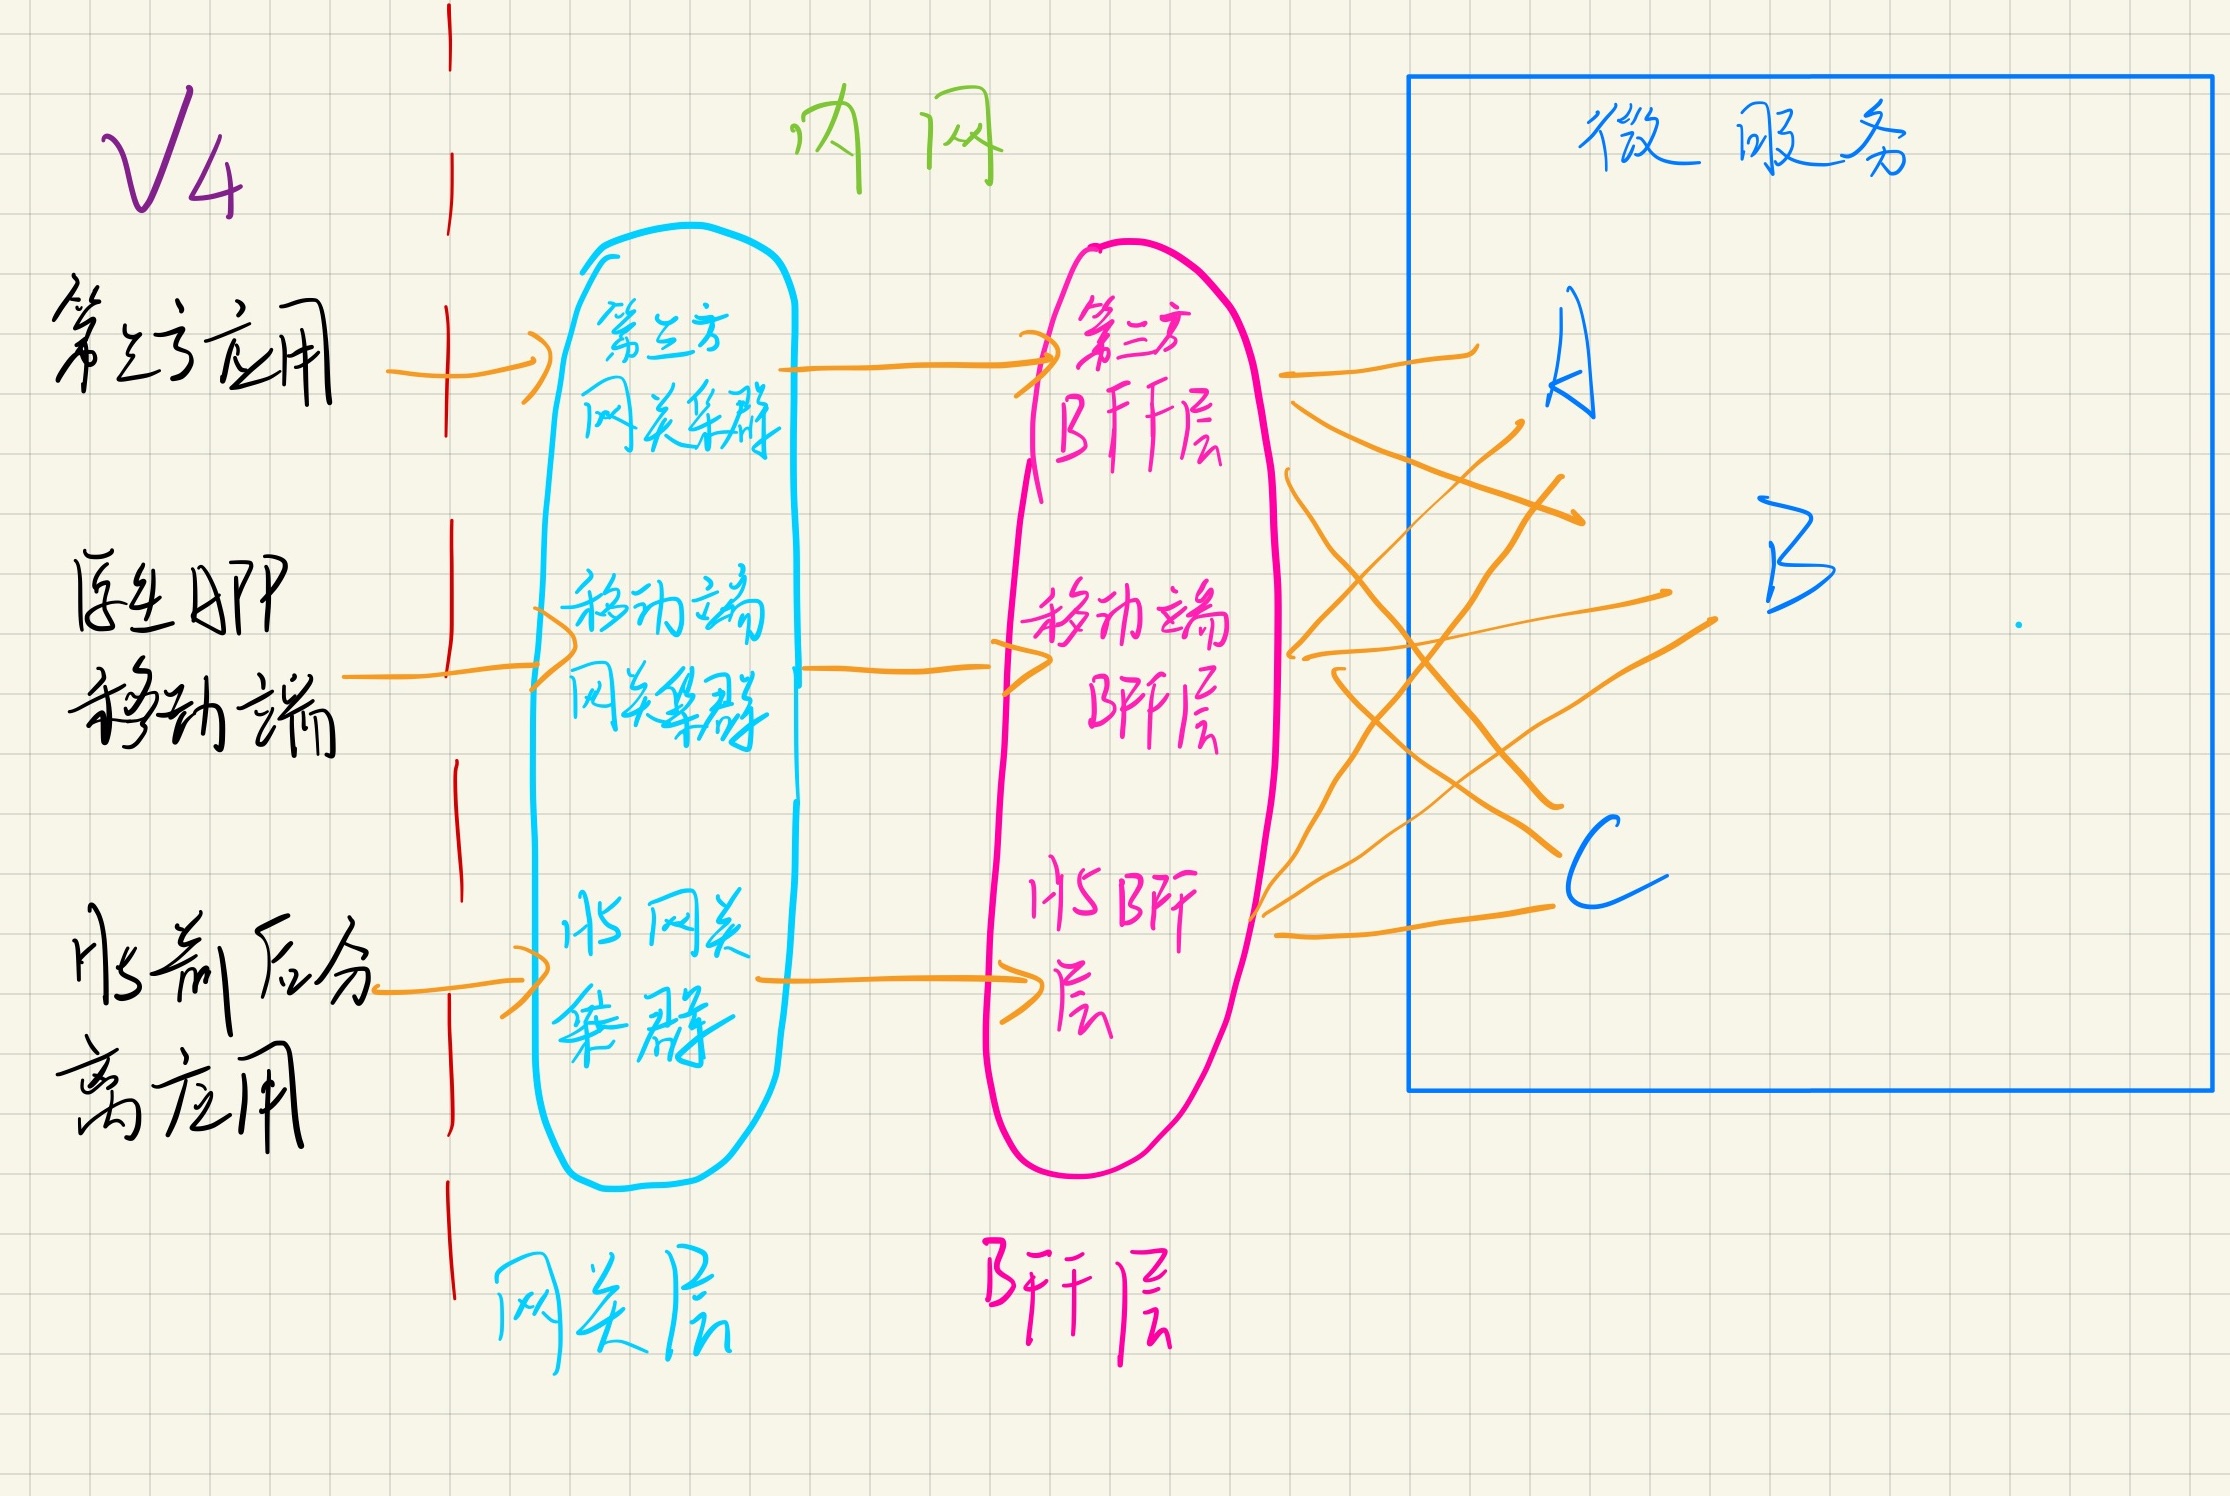 V4
内网
微服务
第三方应用
第三方
网关集群
第三方
BFF层
A
B
C
原生APP
移动端
移动端
网关集群
移动端
BFF层
H5前后分
离应用
H5网关
集群
H5 BFF
层
网关层
BFF层